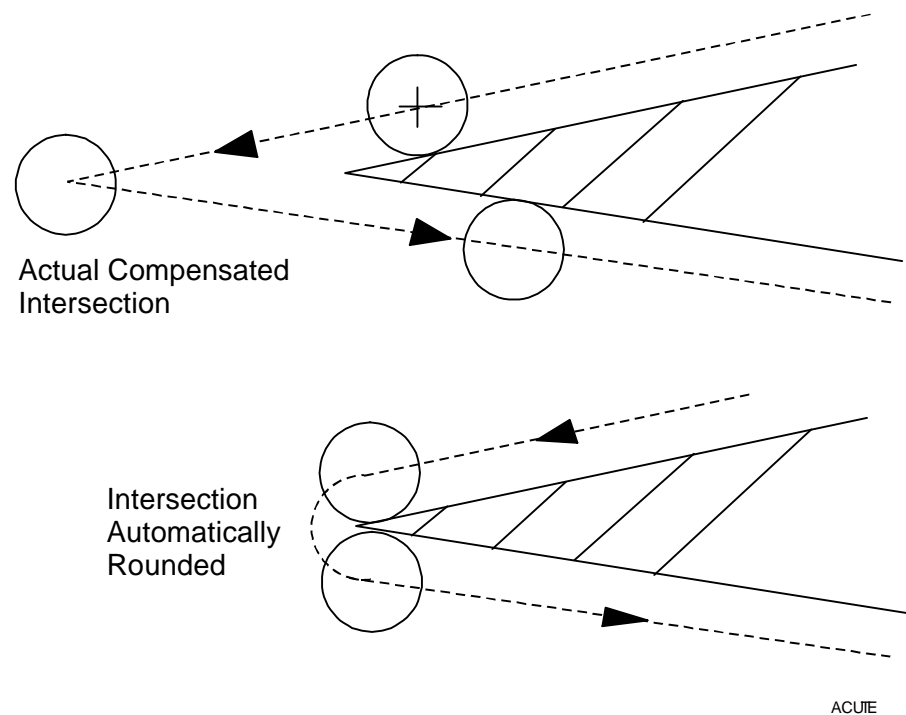 Actual Compensated
Intersection
Intersection
Automatically
Rounded
ACUTE